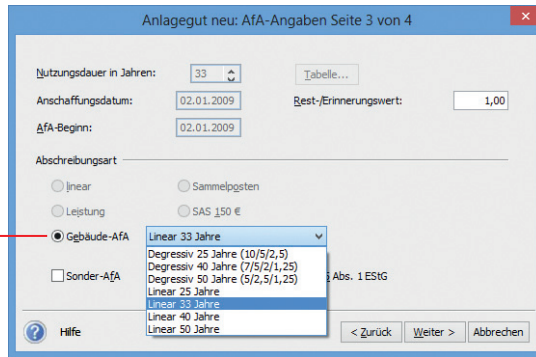 Anlagegut neu: AfA-Angaben Seite 3 von 4
Nutzungsdauer in Jahren: 33 Tabelle...
Anschaffungsdatum: 02.01.2009 Rest-/Erinnerungswert: 1,00
AfA-Beginn: 02.01.2009
Abschreibungsart
linear Sammelposten
Leistung SAS 150 €
Gebäude-AfA Linear 33 Jahre
Degressiv 25 Jahre (10/5/2,5)
Degressiv 40 Jahre (7/5/2/1,25)
Sonder-AfA Degressiv 50 Jahre (5/2,5/1,25) Abs. 1 EStG
Linear 25 Jahre
Linear 33 Jahre
Linear 40 Jahre
Linear 50 Jahre
Hilfe < Zurück Weiter > Abbrechen